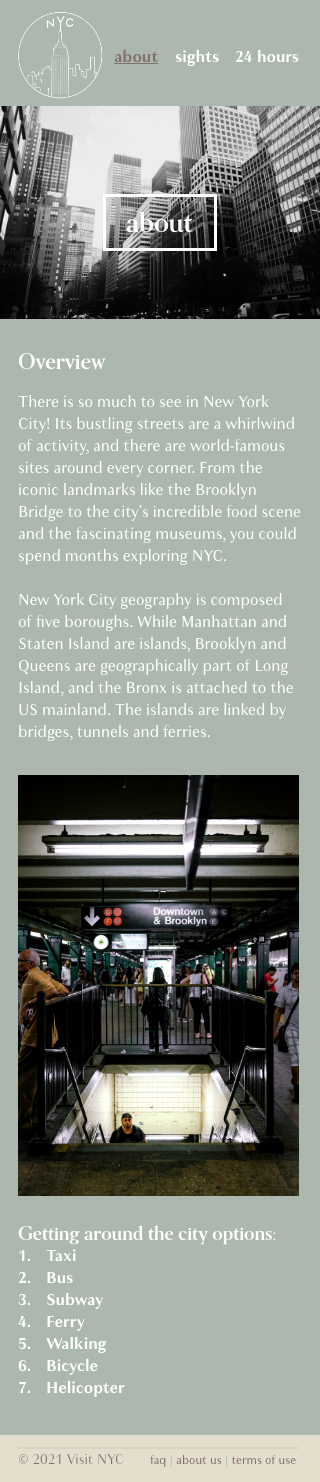 NYC
about sights 24 hours
about
Overview
There is so much to see in New York
City! Its bustling streets are a whirlwind
of activity, and there are world-famous
sites around every corner. From the
iconic landmarks like the Brooklyn
Bridge to the city's incredible food scene
and the fascinating museums, you could
spend months exploring NYC.
New York City geography is composed
of five boroughs. While Manhattan and
Staten Island are islands, Brooklyn and
Queens are geographically part of Long
Island, and the Bronx is attached to the
US mainland. The islands are linked by
bridges, tunnels and ferries.
Downtown
& Brooklyn
Getting around the city options:
1. Taxi
2. Bus
3. Subway
4. Ferry
5. Walking
6. Bicycle
7. Helicopter
© 2021 Visit NYC faq | about us | terms of use